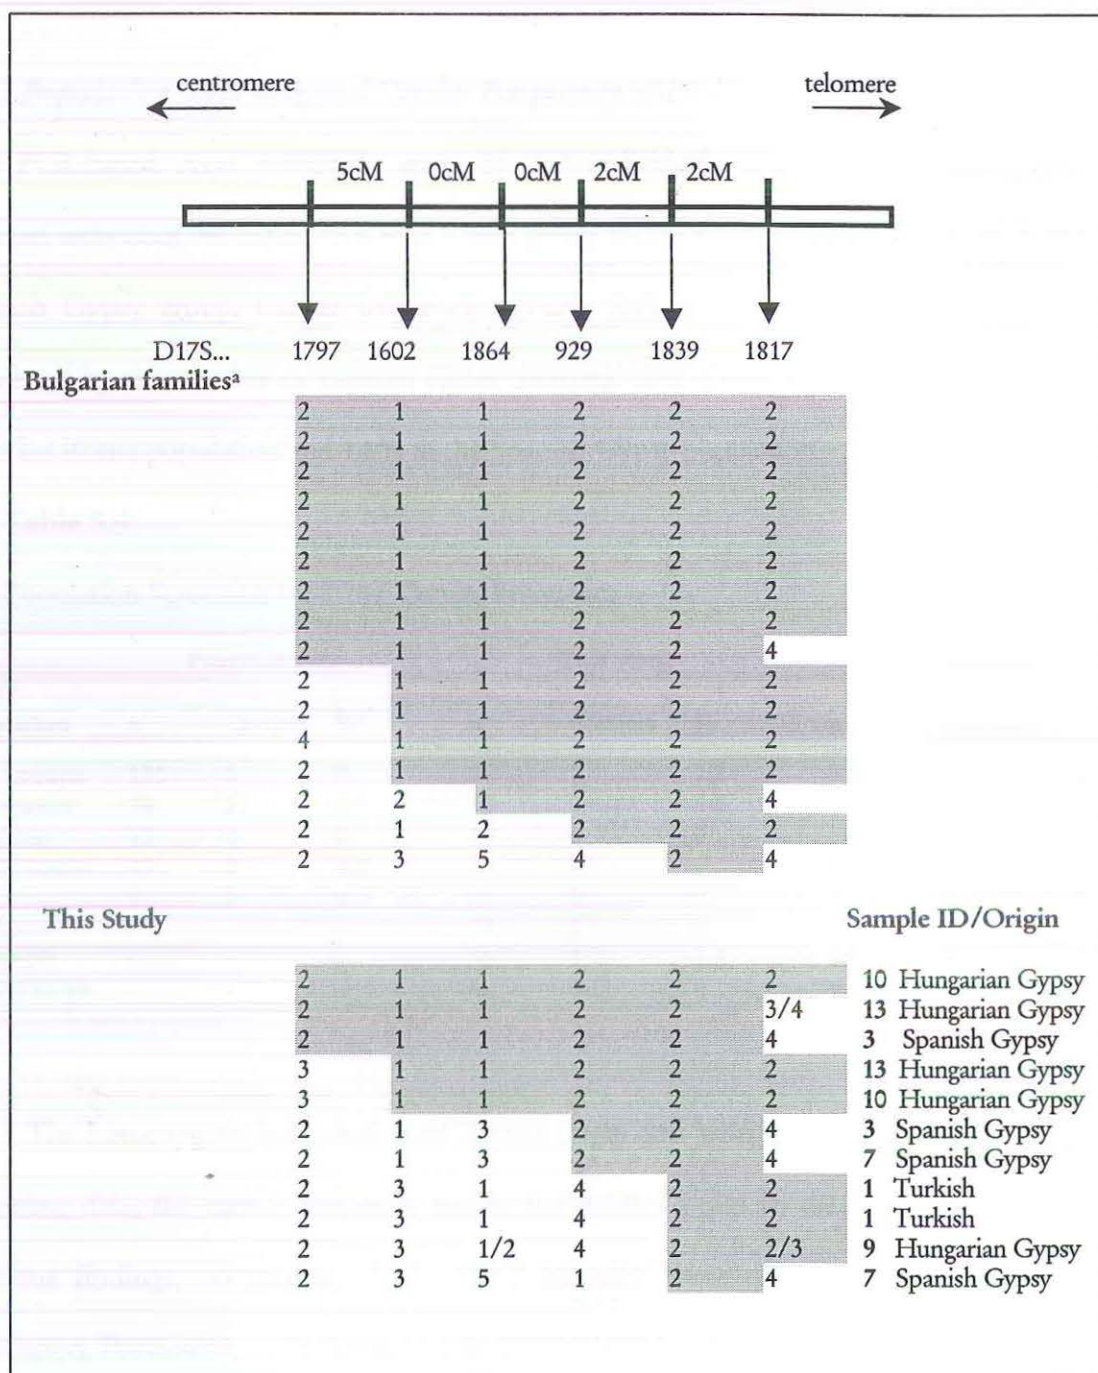 centromere telomere
5cM 0cM 0cM 2cM 2cM
D17S... 1797 1602 1864 929 1839 1817
Bulgarian familiesᵃ
2 1 1 2 2 2
2 1 1 2 2 2
2 1 1 2 2 2
2 1 1 2 2 2
2 1 1 2 2 2
2 1 1 2 2 2
2 1 1 2 2 2
2 1 1 2 2 2
2 1 1 2 2 4
2 1 1 2 2 2
2 1 1 2 2 2
4 1 1 2 2 2
2 1 1 2 2 2
2 2 1 2 2 4
2 1 2 2 2 2
2 3 5 4 2 4
This Study Sample ID/Origin
2 1 1 2 2 2 10 Hungarian Gypsy
2 1 1 2 2 3/4 13 Hungarian Gypsy
2 1 1 2 2 4 3 Spanish Gypsy
3 1 1 2 2 2 13 Hungarian Gypsy
3 1 1 2 2 2 10 Hungarian Gypsy
2 1 3 2 2 4 3 Spanish Gypsy
2 1 3 2 2 4 7 Spanish Gypsy
2 3 1 4 2 2 1 Turkish
2 3 1 4 2 2 1 Turkish
2 3 1/2 4 2 2/3 9 Hungarian Gypsy
2 3 5 1 2 4 7 Spanish Gypsy